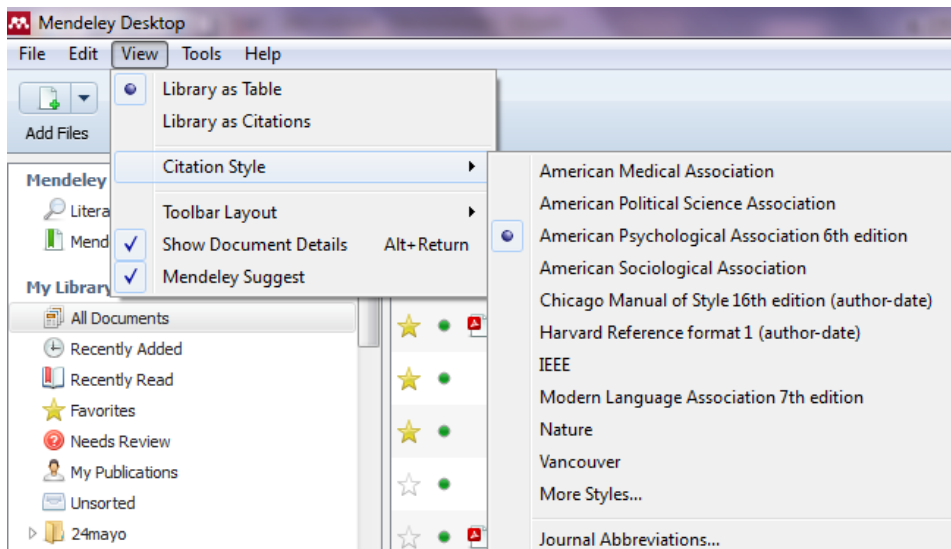 Mendeley Desktop
File Edit View Tools Help
Add Files
Library as Table
Library as Citations
Citation Style
Toolbar Layout
Show Document Details Alt+Return
Mendeley Suggest
American Medical Association
American Political Science Association
American Psychological Association 6th edition
American Sociological Association
Chicago Manual of Style 16th edition (author-date)
Harvard Reference format 1 (author-date)
IEEE
Modern Language Association 7th edition
Nature
Vancouver
More Styles...
Journal Abbreviations...
Mendeley
Litera
Mend
My Library
All Documents
Recently Added
Recently Read
Favorites
Needs Review
My Publications
Unsorted
24mayo